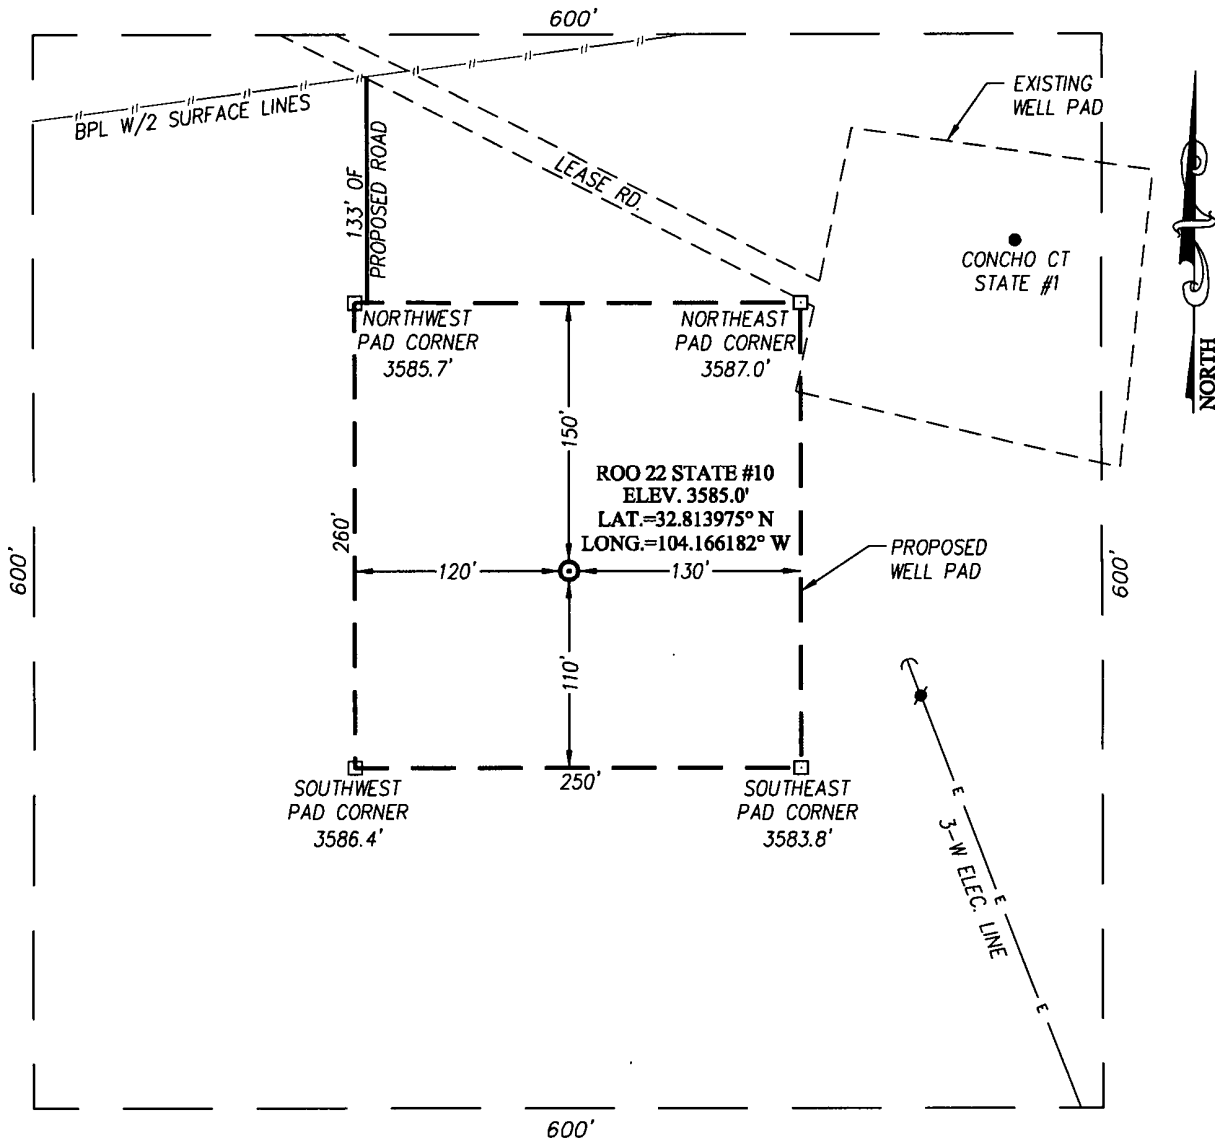 600'
EXISTING
WELL PAD
BPL W/2 SURFACE LINES
133' OF
PROPOSED ROAD
LEASE RD.
CONCHO CT
STATE #1
NORTH
NORTHWEST
PAD CORNER
3585.7'
NORTHEAST
PAD CORNER
3587.0'
150'
ROO 22 STATE #10
ELEV. 3585.0'
LAT.=32.813975° N
LONG.=104.166182° W
260'
600'
120'
130'
PROPOSED
WELL PAD
600'
110'
250'
SOUTHWEST
PAD CORNER
3586.4'
SOUTHEAST
PAD CORNER
3583.8'
E
3-W ELEC. LINE
E
E
600'